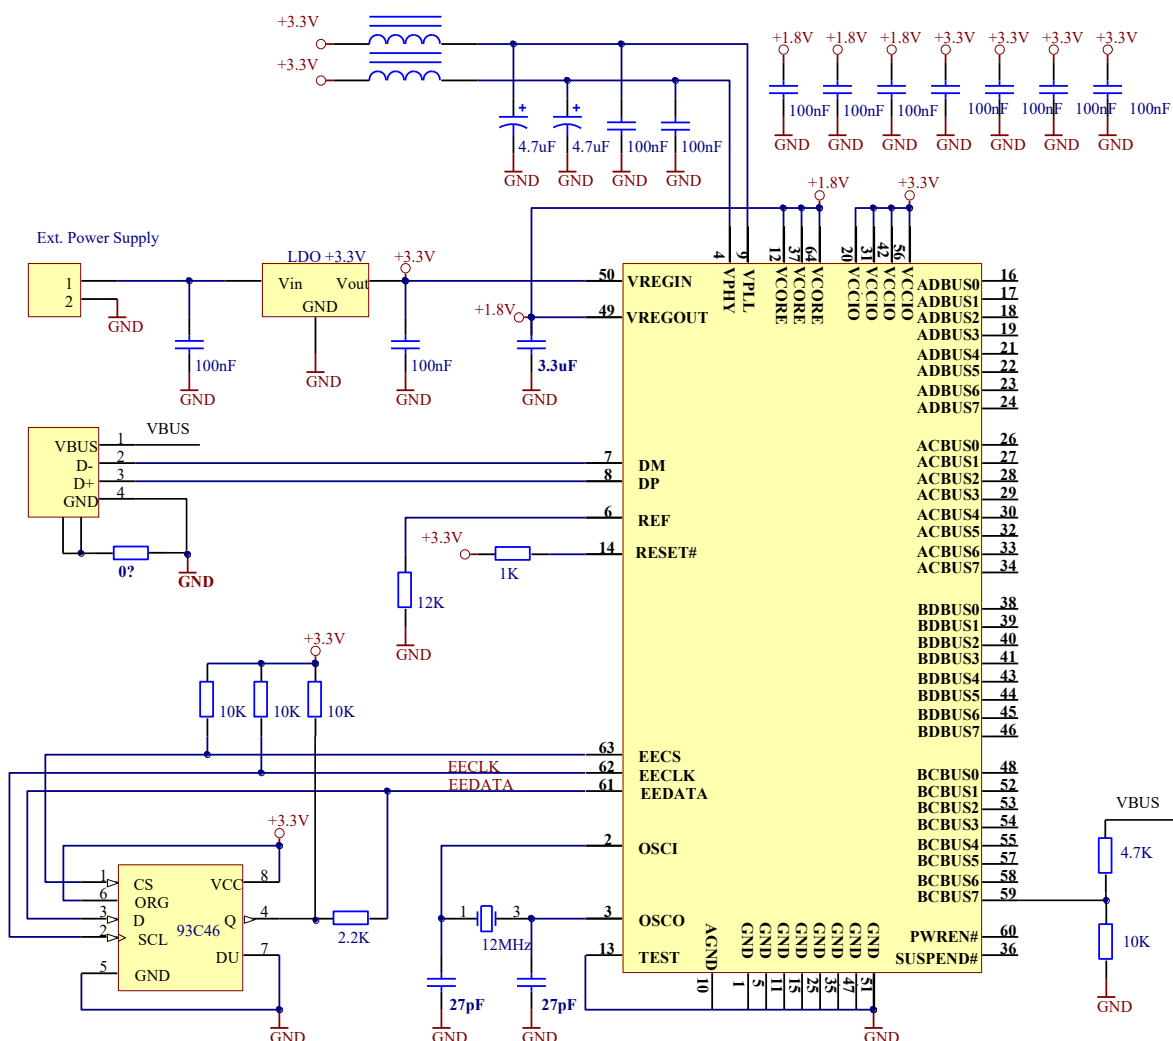 +3.3V
+3.3V
+
+
4.7uF
4.7uF
100nF
100nF
GND
GND
GND
GND
+1.8V
+1.8V
+1.8V
+3.3V
+3.3V
+3.3V
+3.3V
100nF
100nF
100nF
100nF
100nF
100nF
100nF
GND
GND
GND
GND
GND
GND
GND
Ext. Power Supply
1
2
GND
100nF
GND
LDO +3.3V
Vin
Vout
GND
GND
+3.3V
100nF
GND
+1.8V
3.3uF
GND
+1.8V
+3.3V
4
9
12
37
64
20
31
42
56
VPHY
VPLL
VCORE
VCORE
VCORE
VCCIO
VCCIO
VCCIO
VCCIO
50
VREGIN
49
VREGOUT
VBUS
1
VBUS
D-
2
D+
3
GND
4
0?
GND
7
DM
8
DP
6
REF
14
RESET#
+3.3V
1K
12K
GND
+3.3V
10K
10K
10K
63
EECS
EECLK
62
EECLK
EEDATA
61
EEDATA
+3.3V
1
CS
VCC
8
6
ORG
3
D
Q
4
2
SCL
93C46
5
GND
DU
7
2.2K
GND
2
OSCI
3
OSCO
13
TEST
1
3
12MHz
27pF
27pF
GND
GND
AGND
GND
GND
GND
GND
GND
GND
GND
GND
10
1
5
11
15
25
35
47
51
GND
ADBUS0
16
ADBUS1
17
ADBUS2
18
ADBUS3
19
ADBUS4
21
ADBUS5
22
ADBUS6
23
ADBUS7
24
ACBUS0
26
ACBUS1
27
ACBUS2
28
ACBUS3
29
ACBUS4
30
ACBUS5
32
ACBUS6
33
ACBUS7
34
BDBUS0
38
BDBUS1
39
BDBUS2
40
BDBUS3
41
BDBUS4
43
BDBUS5
44
BDBUS6
45
BDBUS7
46
BCBUS0
48
BCBUS1
52
BCBUS2
53
BCBUS3
54
BCBUS4
55
BCBUS5
57
BCBUS6
58
BCBUS7
59
PWREN#
60
SUSPEND#
36
VBUS
4.7K
10K
GND